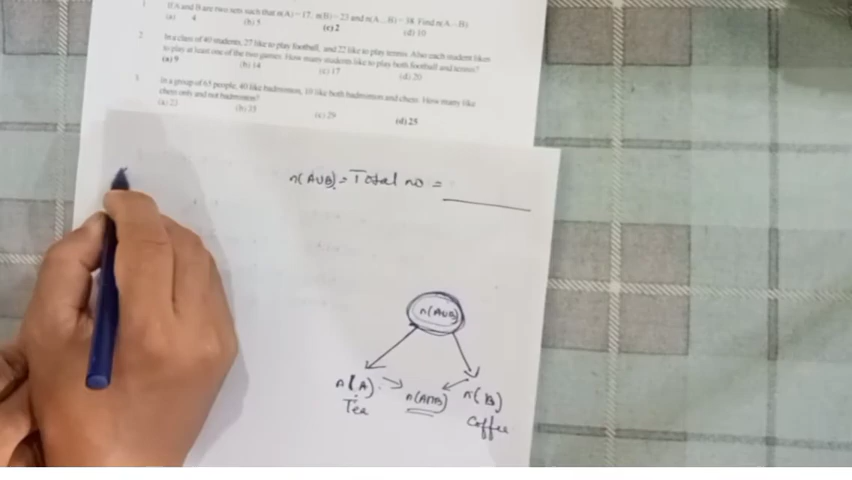 1. If A and B are two sets such that n(A) = 17, n(B) = 23 and n(A ∪ B) = 38. Find n(A ∩ B).
(a) 4 (b) 5 (c) 2 (d) 10
2. In a class of 40 students, 27 like to play football, and 22 like to play tennis. Also each student likes
to play at least one of the two games. How many students like to play both football and tennis?
(a) 9 (b) 14 (c) 17 (d) 20
3. In a group of 65 people, 40 like badminton, 10 like both badminton and chess. How many like
chess only and not badminton?
(a) 23 (b) 35 (c) 29 (d) 25
n(A∪B) = Total no =
n(A∪B)
n(A) n(A∩B) n(B)
Tea Coffee